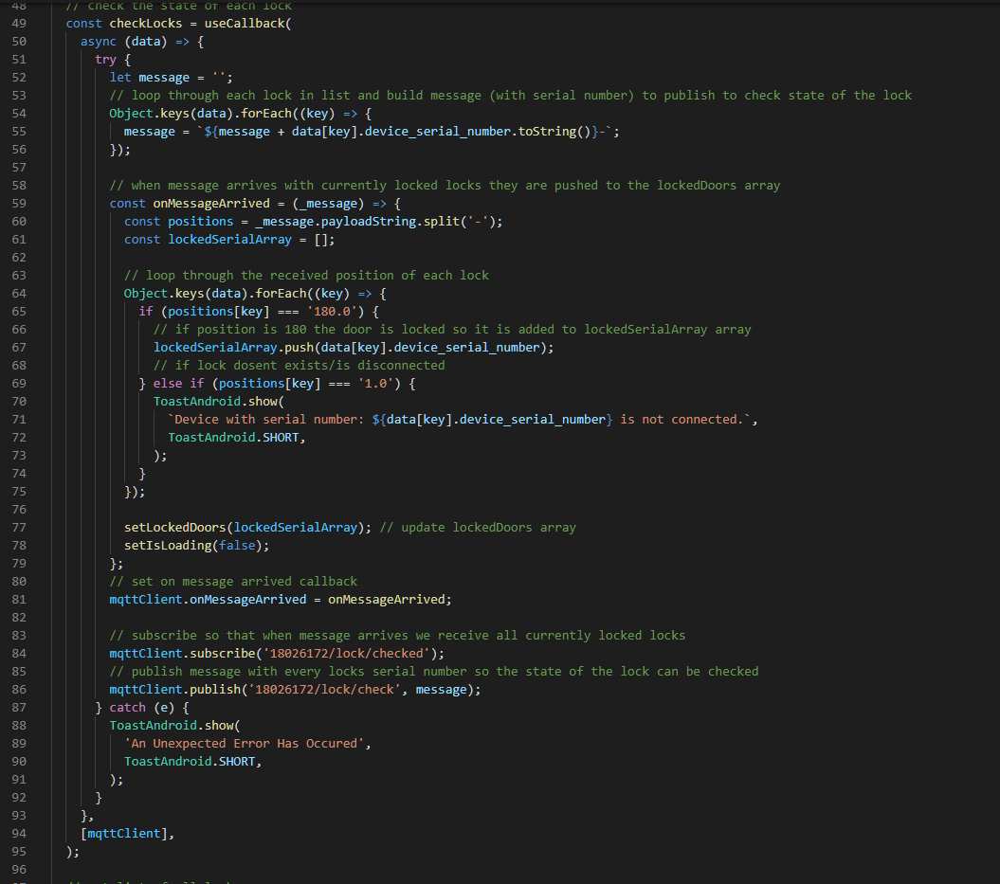 48 // check the state of each lock
49 const checkLocks = useCallback(
50 async (data) => {
51 try {
52 let message = '';
53 // loop through each lock in list and build message (with serial number) to publish to check state of the lock
54 Object.keys(data).forEach((key) => {
55 message = `${message + data[key].device_serial_number.toString()}-`;
56 });
57
58 // when message arrives with currently locked locks they are pushed to the lockedDoors array
59 const onMessageArrived = (_message) => {
60 const positions = _message.payloadString.split('-');
61 const lockedSerialArray = [];
62
63 // loop through the received position of each lock
64 Object.keys(data).forEach((key) => {
65 if (positions[key] === '180.0') {
66 // if position is 180 the door is locked so it is added to lockedSerialArray array
67 lockedSerialArray.push(data[key].device_serial_number);
68 // if lock dosent exists/is disconnected
69 } else if (positions[key] === '1.0') {
70 ToastAndroid.show(
71 `Device with serial number: ${data[key].device_serial_number} is not connected.`,
72 ToastAndroid.SHORT,
73 );
74 }
75 });
76
77 setLockedDoors(lockedSerialArray); // update lockedDoors array
78 setIsLoading(false);
79 };
80 // set on message arrived callback
81 mqttClient.onMessageArrived = onMessageArrived;
82
83 // subscribe so that when message arrives we receive all currently locked locks
84 mqttClient.subscribe('18026172/lock/checked');
85 // publish message with every locks serial number so the state of the lock can be checked
86 mqttClient.publish('18026172/lock/check', message);
87 } catch (e) {
88 ToastAndroid.show(
89 'An Unexpected Error Has Occured',
90 ToastAndroid.SHORT,
91 );
92 }
93 },
94 [mqttClient],
95 );
96